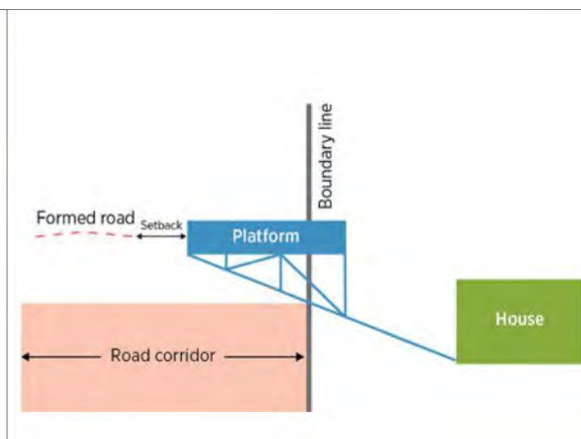 Boundary line
Formed road
Setback
Platform
House
Road corridor